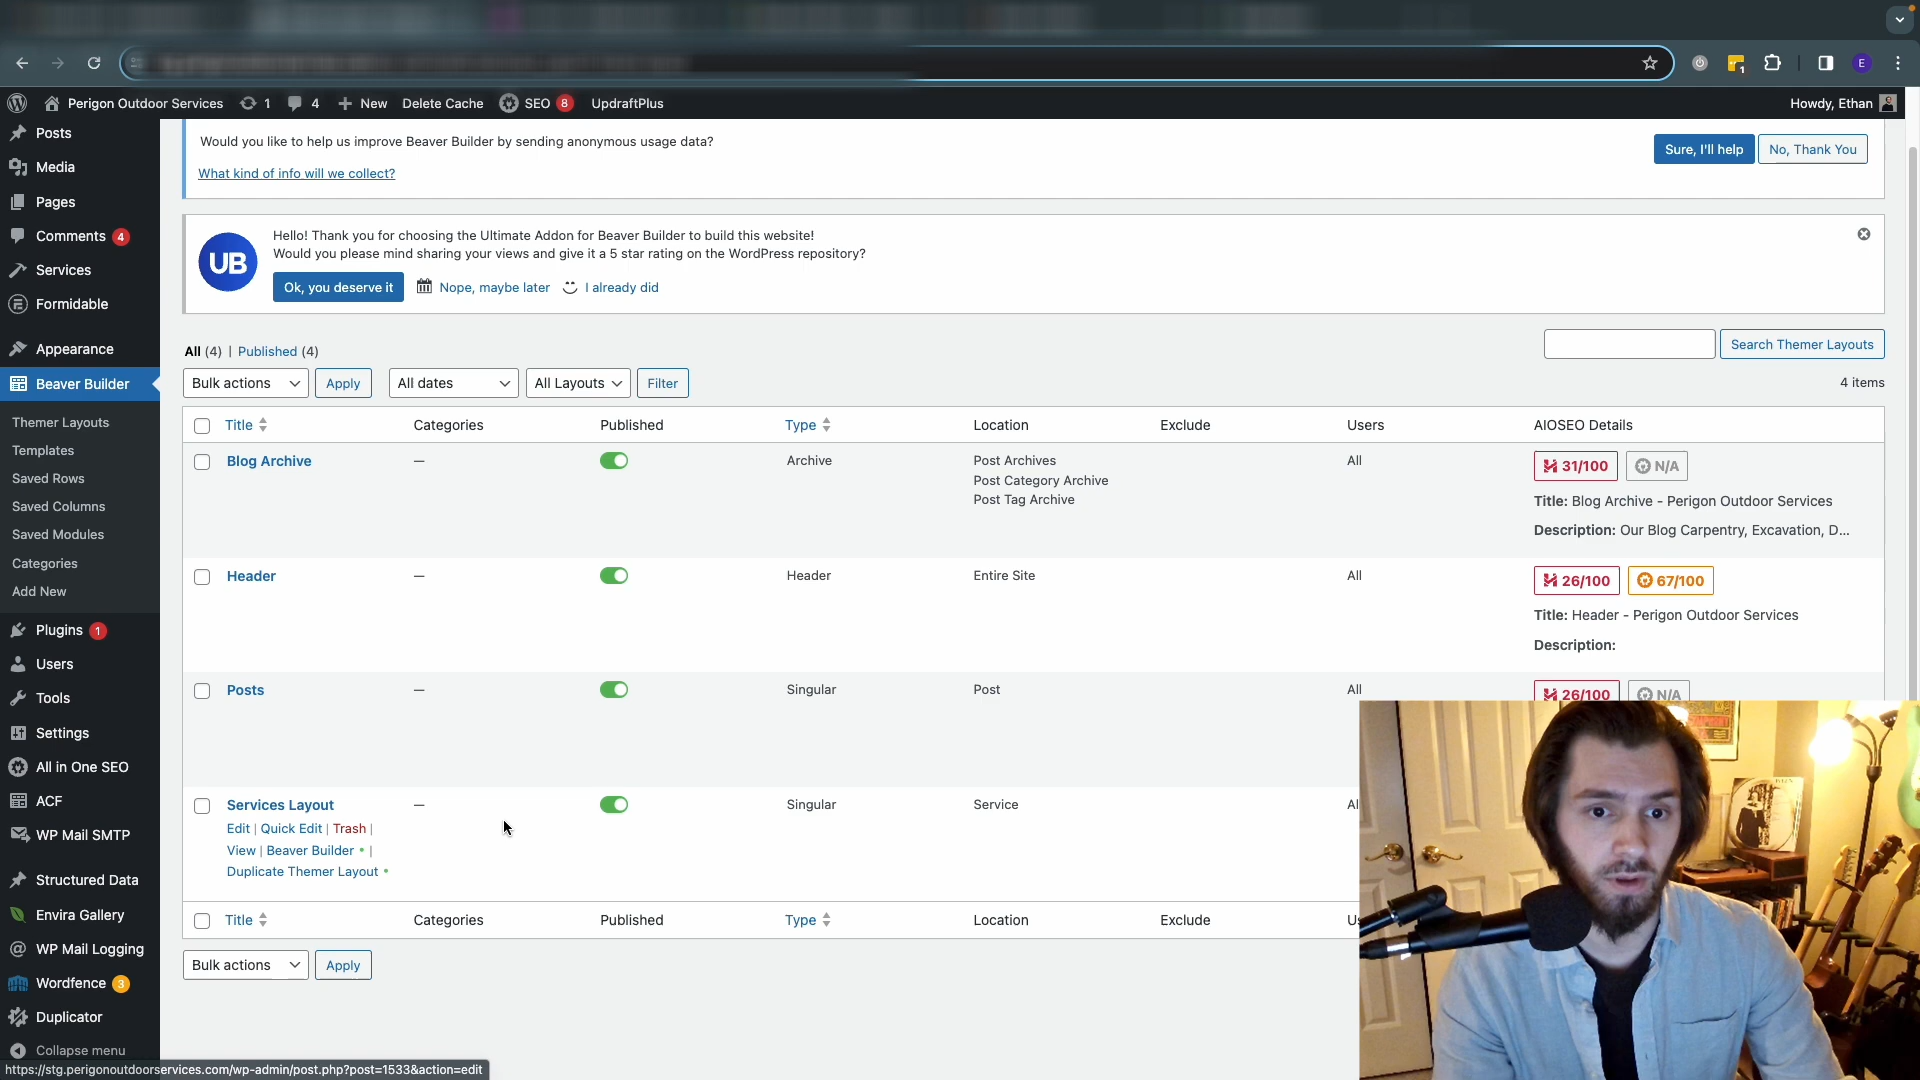 E
Perigon Outdoor Services 1 4 New Delete Cache SEO 8 UpdraftPlus Howdy, Ethan
Posts
Media
Pages
Comments 4
Services
Formidable
Appearance
Beaver Builder
Themer Layouts
Templates
Saved Rows
Saved Columns
Saved Modules
Categories
Add New
Plugins 1
Users
Tools
Settings
All in One SEO
ACF
WP Mail SMTP
Structured Data
Envira Gallery
WP Mail Logging
Wordfence 3
Duplicator
Collapse menu
Would you like to help us improve Beaver Builder by sending anonymous usage data?
Sure, I'll help No, Thank You
What kind of info will we collect?
UB
Hello! Thank you for choosing the Ultimate Addon for Beaver Builder to build this website!
Would you please mind sharing your views and give it a 5 star rating on the WordPress repository?
Ok, you deserve it Nope, maybe later I already did
All (4) | Published (4)
Search Themer Layouts
Bulk actions Apply All dates All Layouts Filter 4 items
Title Categories Published Type Location Exclude Users AIOSEO Details
Blog Archive — Archive Post Archives All 31/100 N/A
Post Category Archive
Post Tag Archive
Title: Blog Archive - Perigon Outdoor Services
Description: Our Blog Carpentry, Excavation, D...
Header — Header Entire Site All 26/100 67/100
Title: Header - Perigon Outdoor Services
Description:
Posts — Singular Post All 26/100 N/A
Services Layout — Singular Service
Edit | Quick Edit | Trash |
View | Beaver Builder • |
Duplicate Themer Layout •
Title Categories Published Type Location Exclude
Bulk actions Apply
https://stg.perigonoutdoorservices.com/wp-admin/post.php?post=1533&action=edit